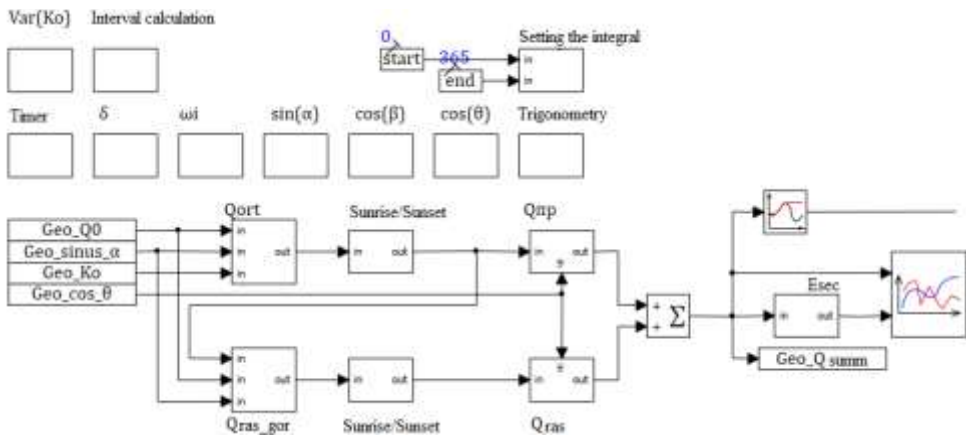 Var(Ko) Interval calculation
0
365
start
end
Setting the integral
in
in
Timer δ ωi sin(α) cos(β) cos(θ) Trigonometry
Qort Sunrise/Sunset Qпр
Geo_Q0
Geo_sinus_α
Geo_Ko
Geo_cos_θ
in
in
in
out
in out
in out
+
+
Σ
Esec
in out
Geo_Q summ
in
in
in
out
in out
in out
Qras_gor Sunrise/Sunset Qras